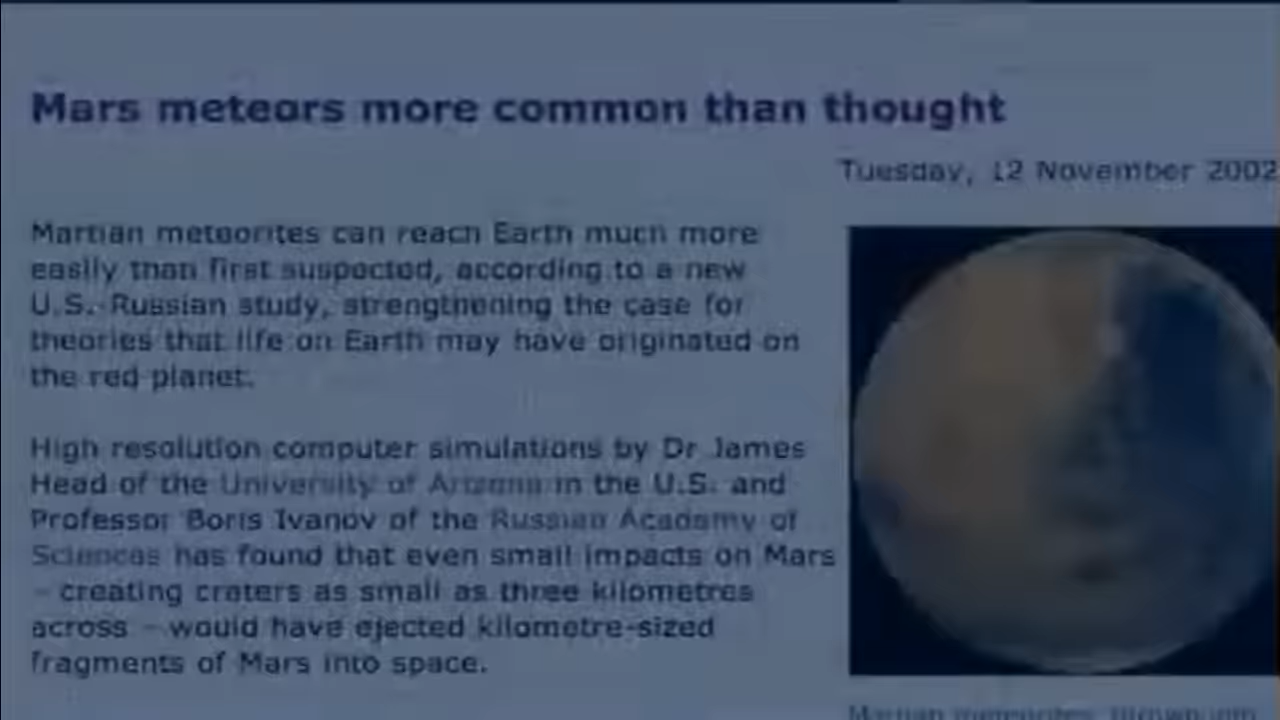 Mars meteors more common than thought
Tuesday, 12 November 2002
Martian meteorites can reach Earth much more
easily than first suspected, according to a new
U.S.-Russian study, strengthening the case for
theories that life on Earth may have originated on
the red planet.
High resolution computer simulations by Dr James
Head of the University of Arizona in the U.S. and
Professor Boris Ivanov of the Russian Academy of
Sciences has found that even small impacts on Mars
– creating craters as small as three kilometres
across – would have ejected kilometre-sized
fragments of Mars into space.
Martian meteorites